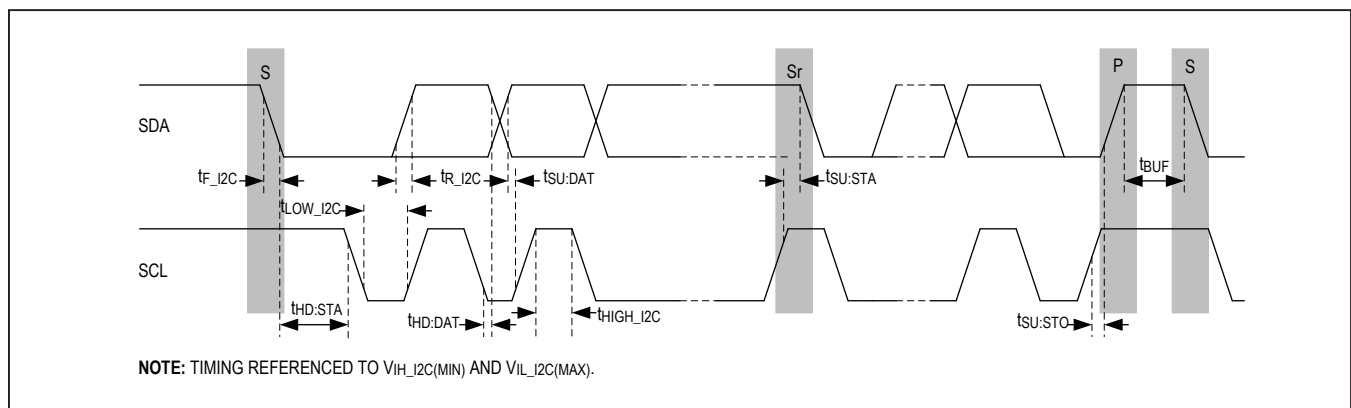 S
Sr
P
S
SDA
tF_I2C
tR_I2C
tSU:DAT
tSU:STA
tBUF
tLOW_I2C
SCL
tHD:STA
tHD:DAT
tHIGH_I2C
tSU:STO
NOTE: TIMING REFERENCED TO VIH_I2C(MIN) AND VIL_I2C(MAX).